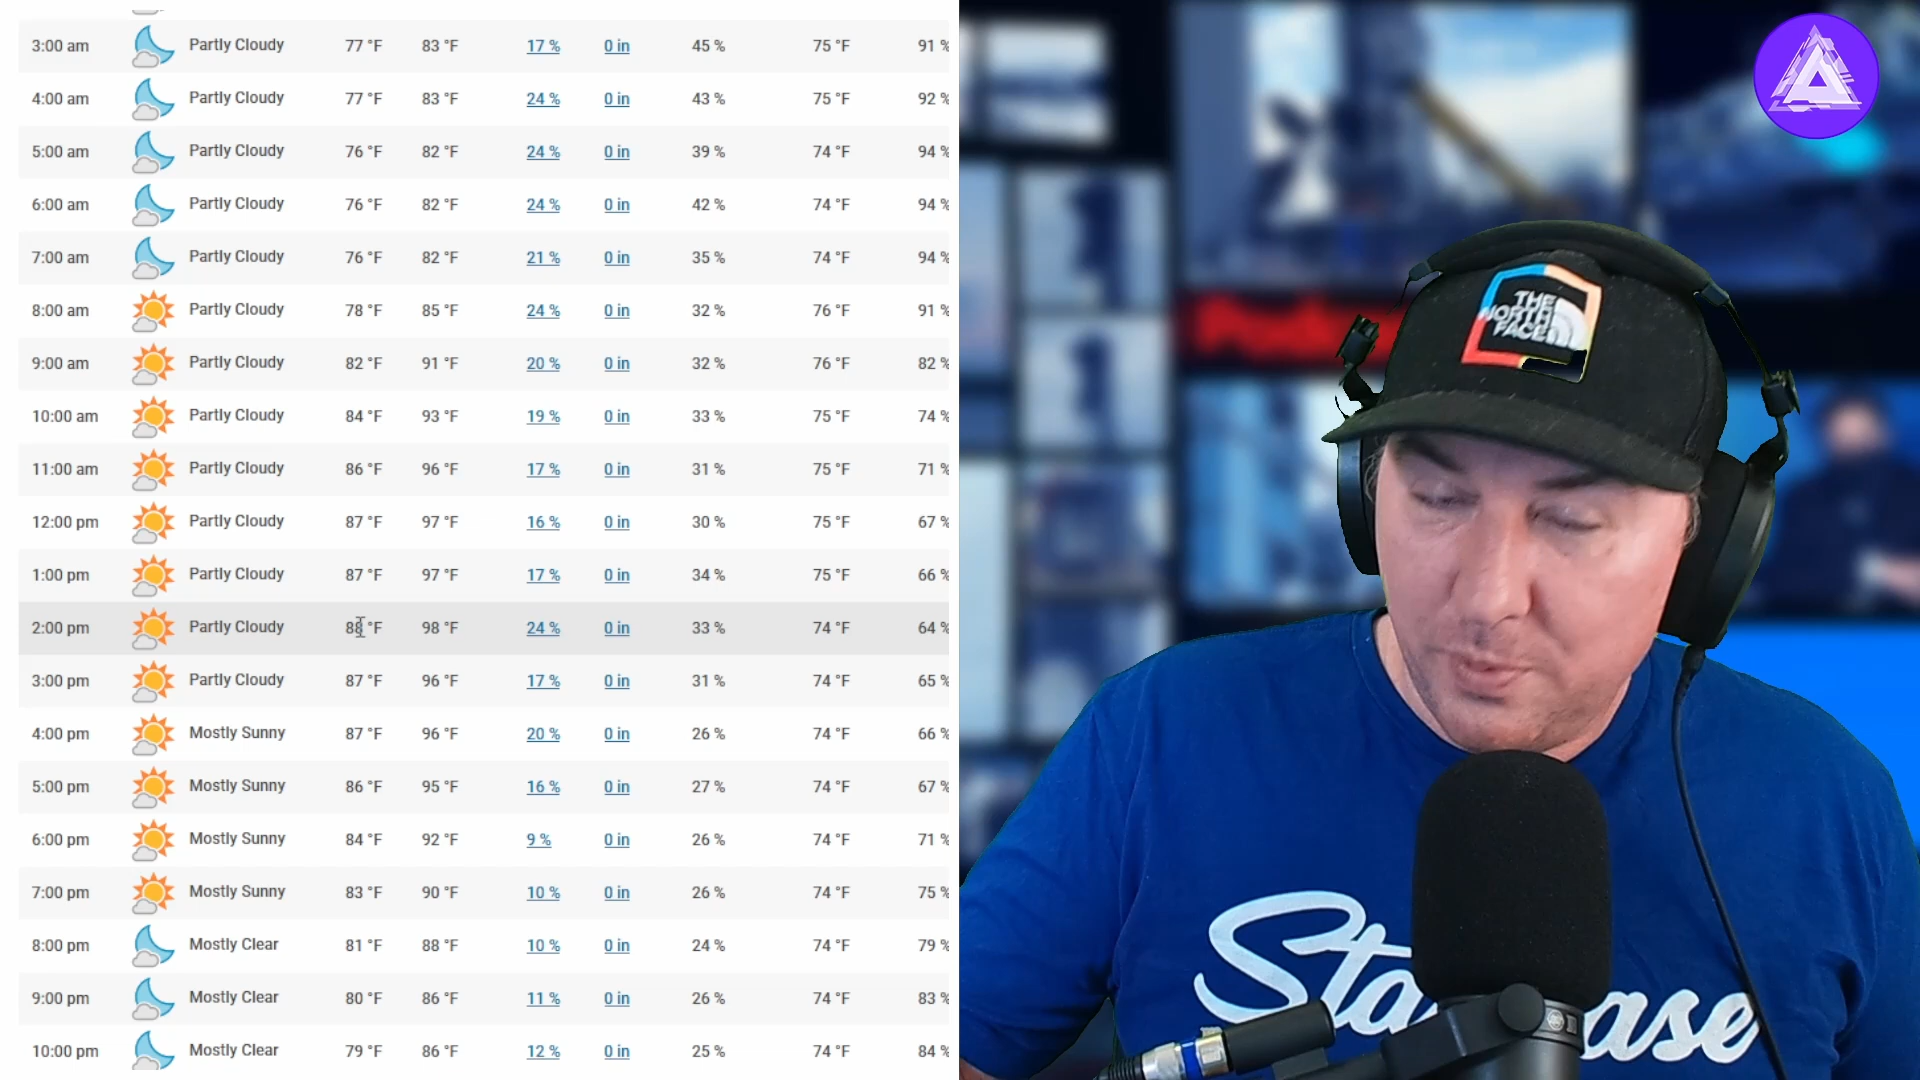 3:00 am Partly Cloudy 77 °F 83 °F 17 % 0 in 45 % 75 °F 91 %
4:00 am Partly Cloudy 77 °F 83 °F 24 % 0 in 43 % 75 °F 92 %
5:00 am Partly Cloudy 76 °F 82 °F 24 % 0 in 39 % 74 °F 94 %
6:00 am Partly Cloudy 76 °F 82 °F 24 % 0 in 42 % 74 °F 94 %
7:00 am Partly Cloudy 76 °F 82 °F 21 % 0 in 35 % 74 °F 94 %
8:00 am Partly Cloudy 78 °F 85 °F 24 % 0 in 32 % 76 °F 91 %
9:00 am Partly Cloudy 82 °F 91 °F 20 % 0 in 32 % 76 °F 82 %
10:00 am Partly Cloudy 84 °F 93 °F 19 % 0 in 33 % 75 °F 74 %
11:00 am Partly Cloudy 86 °F 96 °F 17 % 0 in 31 % 75 °F 71 %
12:00 pm Partly Cloudy 87 °F 97 °F 16 % 0 in 30 % 75 °F 67 %
1:00 pm Partly Cloudy 87 °F 97 °F 17 % 0 in 34 % 75 °F 66 %
2:00 pm Partly Cloudy 88 °F 98 °F 24 % 0 in 33 % 74 °F 64 %
3:00 pm Partly Cloudy 87 °F 96 °F 17 % 0 in 31 % 74 °F 65 %
4:00 pm Mostly Sunny 87 °F 96 °F 20 % 0 in 26 % 74 °F 66 %
5:00 pm Mostly Sunny 86 °F 95 °F 16 % 0 in 27 % 74 °F 67 %
6:00 pm Mostly Sunny 84 °F 92 °F 9 % 0 in 26 % 74 °F 71 %
7:00 pm Mostly Sunny 83 °F 90 °F 10 % 0 in 26 % 74 °F 75 %
8:00 pm Mostly Clear 81 °F 88 °F 10 % 0 in 24 % 74 °F 79 %
9:00 pm Mostly Clear 80 °F 86 °F 11 % 0 in 26 % 74 °F 83 %
10:00 pm Mostly Clear 79 °F 86 °F 12 % 0 in 25 % 74 °F 84 %
THE
NORTH
FACE